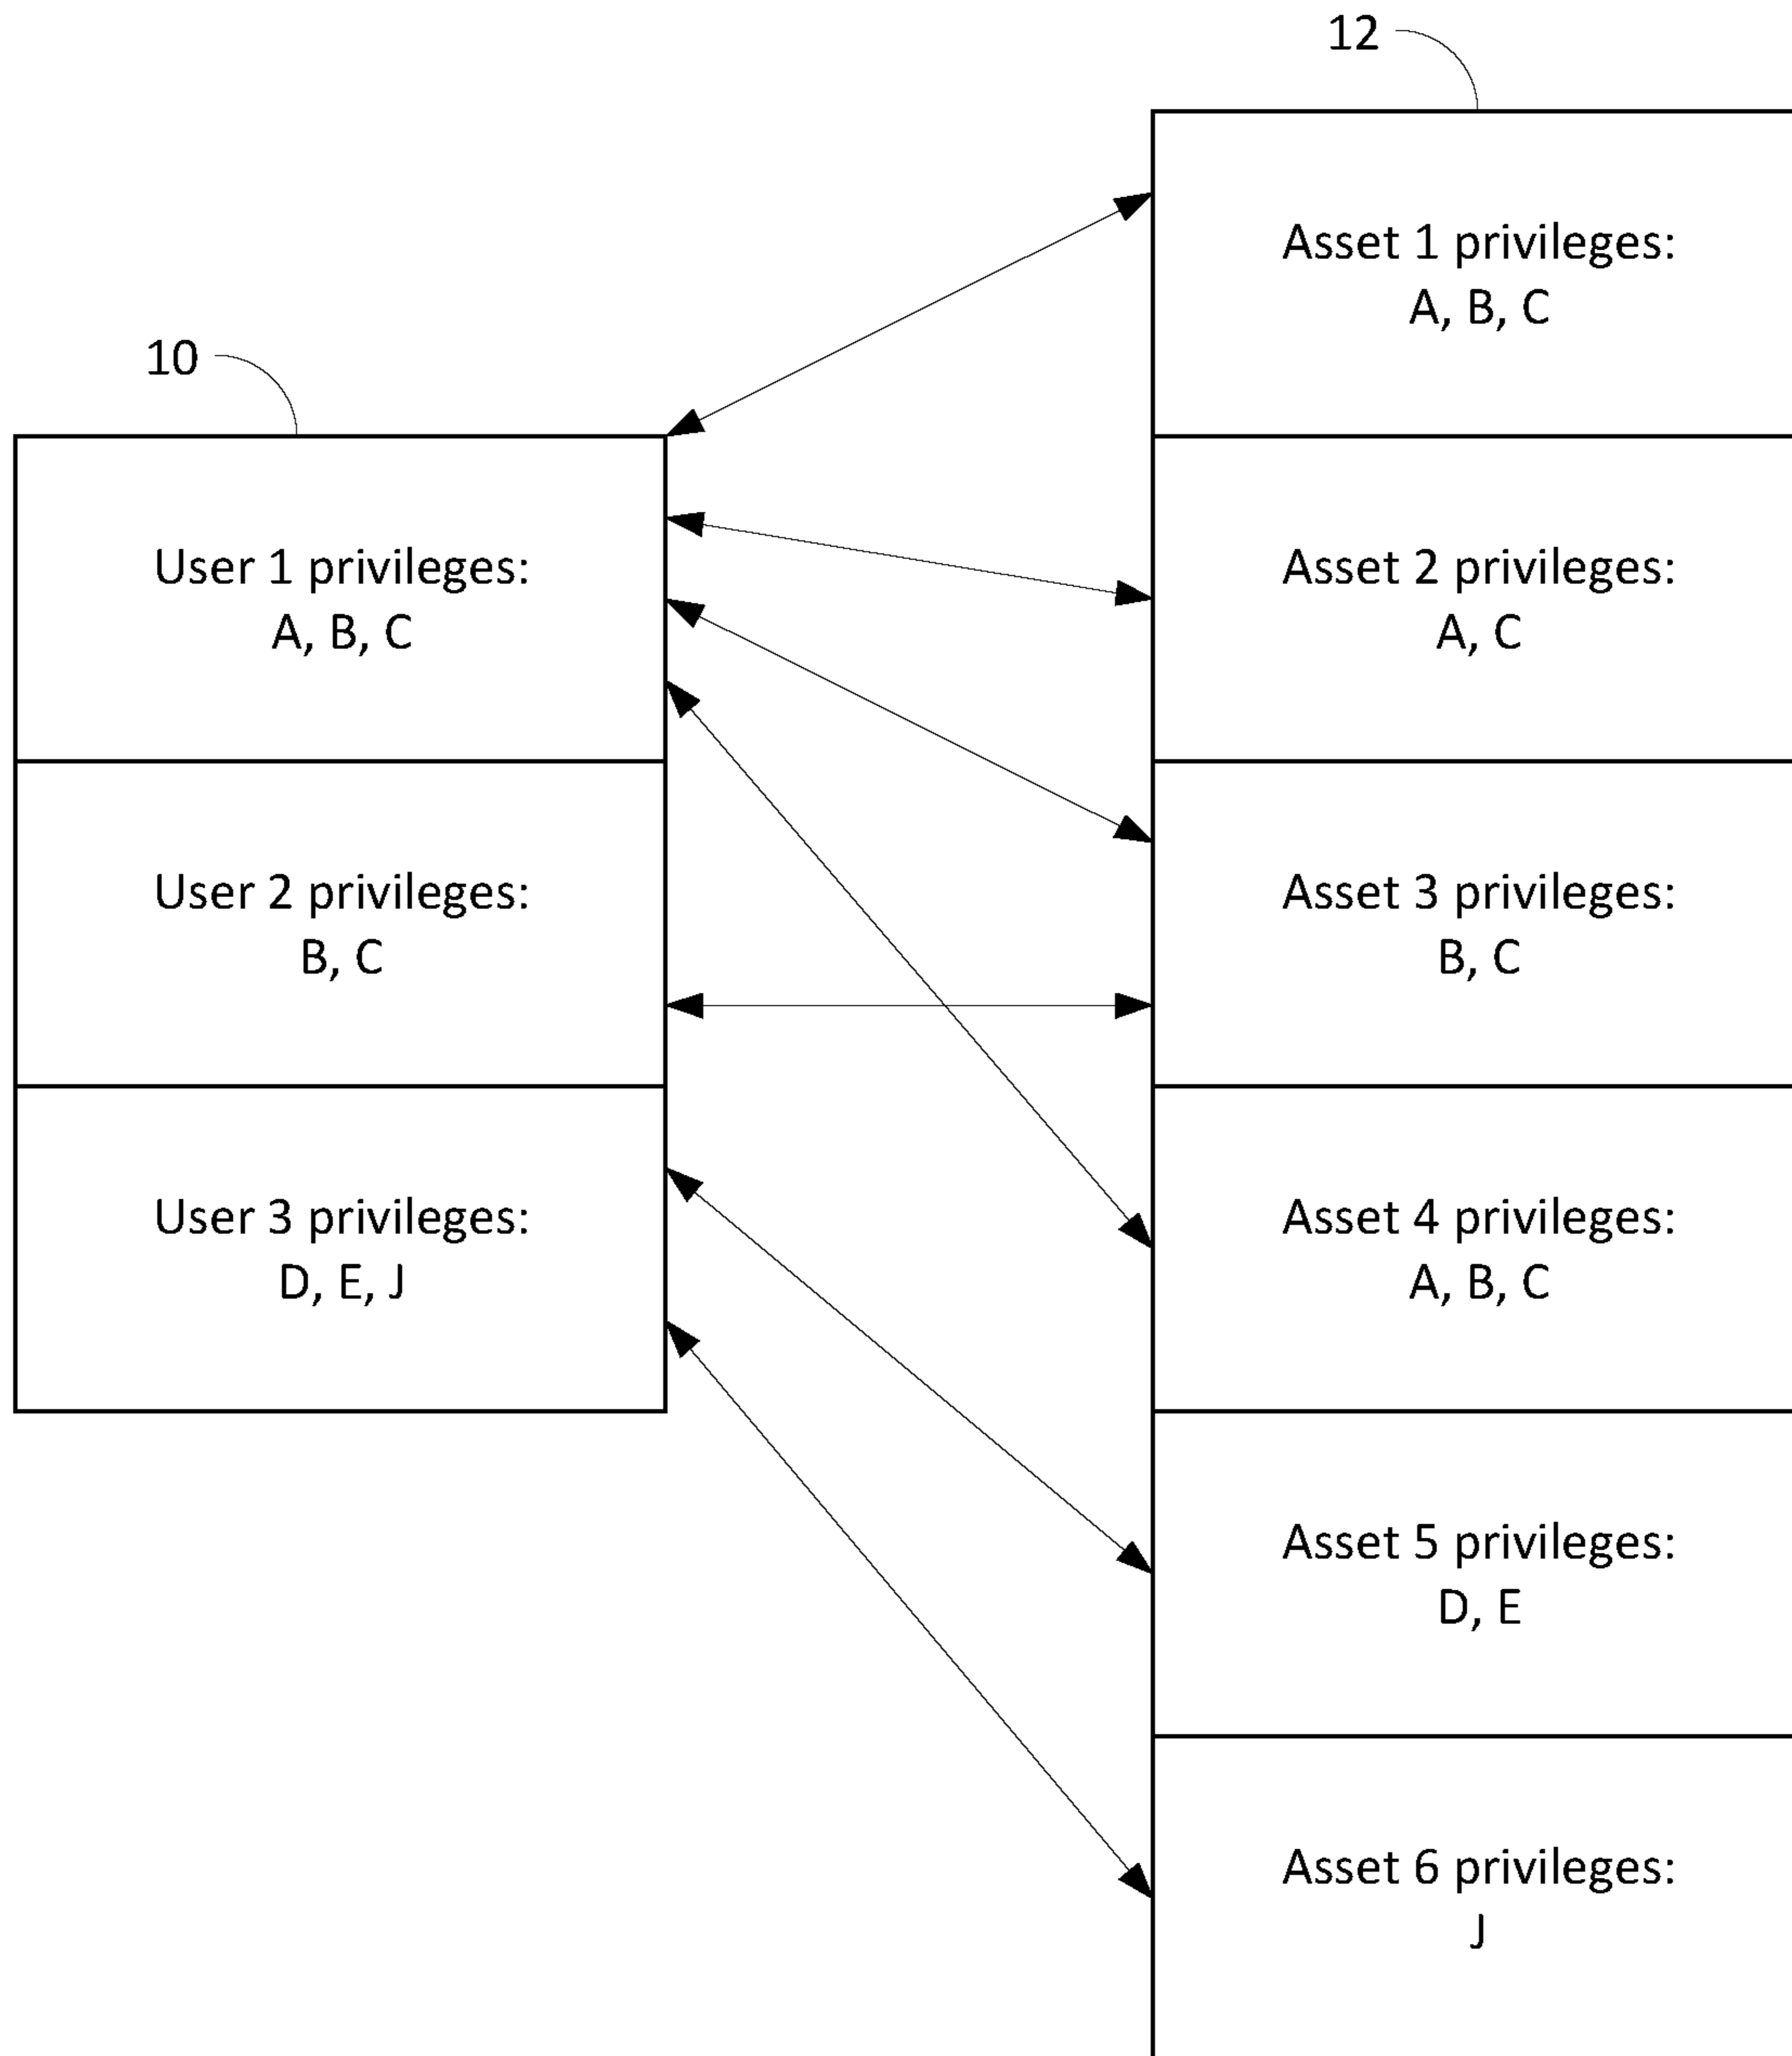 12
10
User 1 privileges:
A, B, C
User 2 privileges:
B, C
User 3 privileges:
D, E, J
Asset 1 privileges:
A, B, C
Asset 2 privileges:
A, C
Asset 3 privileges:
B, C
Asset 4 privileges:
A, B, C
Asset 5 privileges:
D, E
Asset 6 privileges:
J